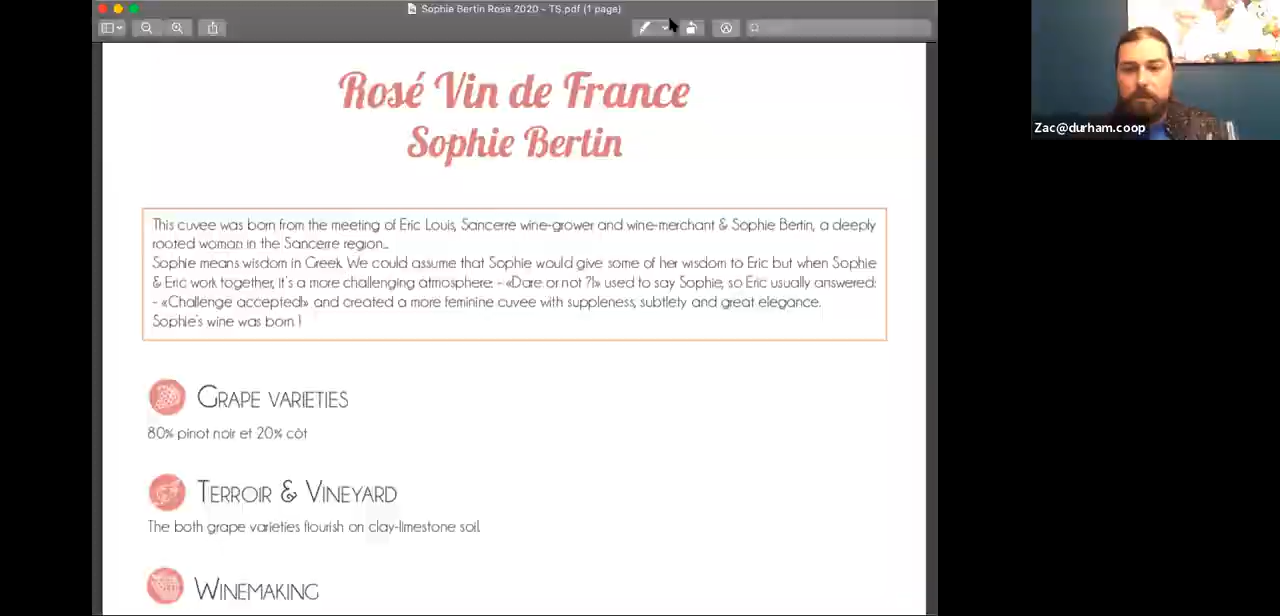 Sophie Bertin Rose 2020 - TS.pdf (1 page)
Rosé Vin de France
Sophie Bertin
This cuvee was born from the meeting of Eric Louis, Sancerre wine-grower and wine-merchant & Sophie Bertin, a deeply
rooted woman in the Sancerre region...
Sophie means wisdom in Greek. We could assume that Sophie would give some of her wisdom to Eric but when Sophie
& Eric work together, it's a more challenging atmosphere: - «Dare or not ?!» used to say Sophie, so Eric usually answered:
- «Challenge accepted!» and created a more feminine cuvee with suppleness, subtlety and great elegance.
Sophie's wine was born !
Grape varieties
80% pinot noir et 20% côt
Terroir & Vineyard
The both grape varieties flourish on clay-limestone soil.
Winemaking
Zac@durham.coop